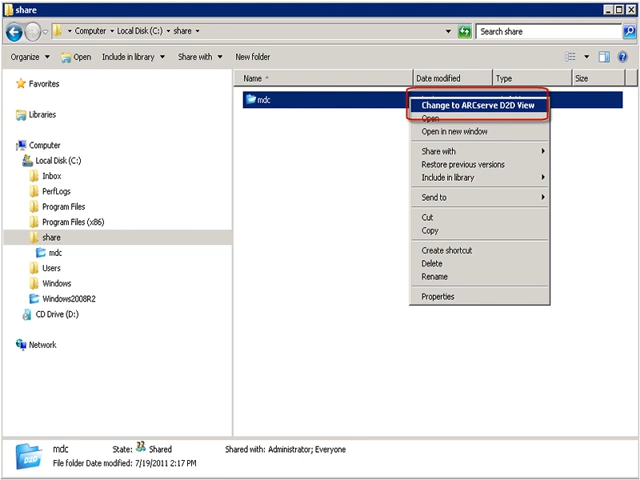 share
Computer ▸ Local Disk (C:) ▸ share ▸
Search share
Organize Open Include in library Share with New folder
Name Date modified Type Size
Favorites
Libraries
Computer
Local Disk (C:)
Inbox
PerfLogs
Program Files
Program Files (x86)
share
mdc
Users
Windows
Windows2008R2
CD Drive (D:)
Network
mdc
Change to ARCserve D2D View
Open
Open in new window
Share with
Restore previous versions
Include in library
Send to
Cut
Copy
Create shortcut
Delete
Rename
Properties
D2D
mdc State: Shared Shared with: Administrator; Everyone
File folder Date modified: 7/19/2011 2:17 PM